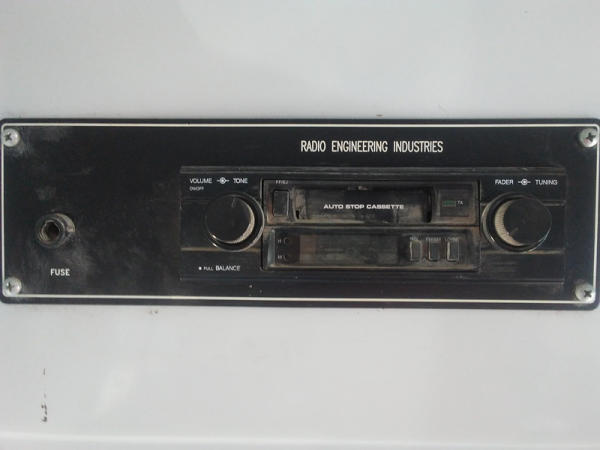 RADIO ENGINEERING INDUSTRIES
VOLUME TONE
ON/OFF
AUTO STOP CASSETTE
FADER TUNING
FUSE
PULL BALANCE